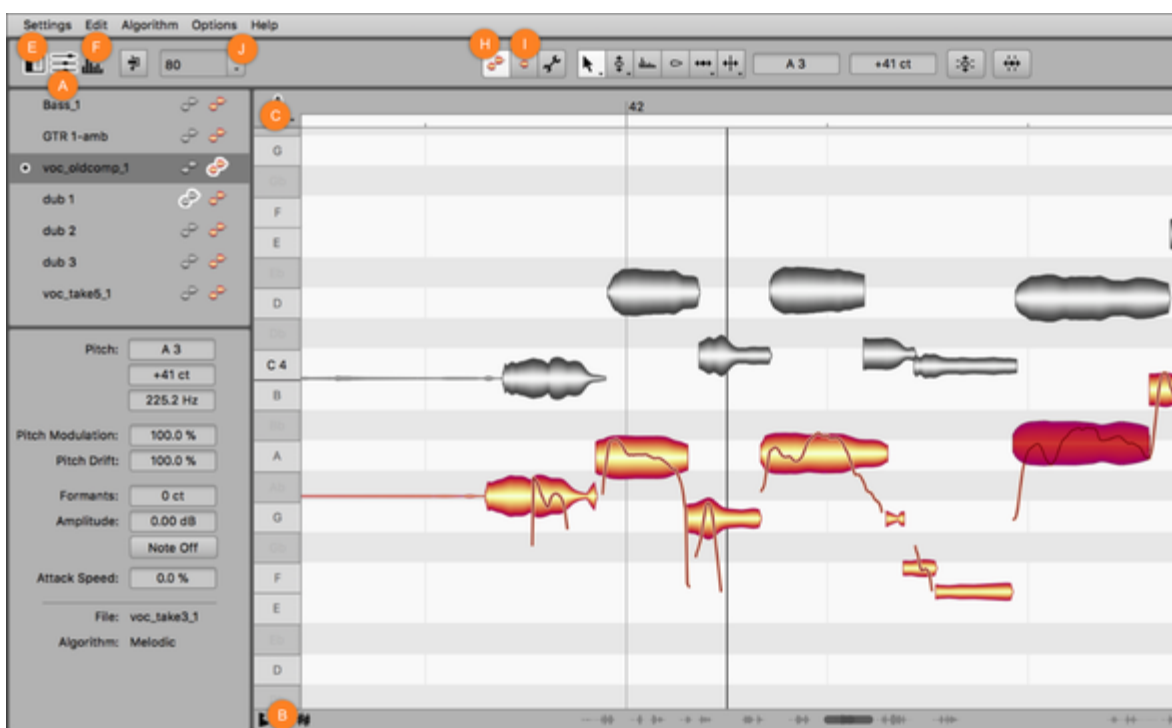 Settings Edit Algorithm Options Help
E F J H I
80 A 3 +41 ct
A
Bass_1
C 42
GTR 1-amb
G
voc_oldcomp_1
dub 1
F
dub 2
E
dub 3
voc_take5_1
D
Pitch: A 3
C 4
+41 ct
B
225.2 Hz
Pitch Modulation: 100.0 %
A
Pitch Drift: 100.0 %
Formants: 0 ct
G
Amplitude: 0.00 dB
Note Off
Attack Speed: 0.0 %
F
E
File: voc_take3_1
Algorithm: Melodic
D
B